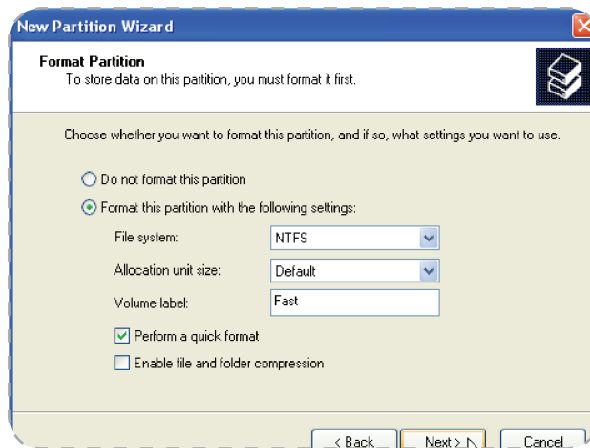 New Partition Wizard
Format Partition
To store data on this partition, you must format it first.
Choose whether you want to format this partition, and if so, what settings you want to use.
Do not format this partition
Format this partition with the following settings:
File system: NTFS
Allocation unit size: Default
Volume label: Fast
Perform a quick format
Enable file and folder compression
< Back Next > Cancel